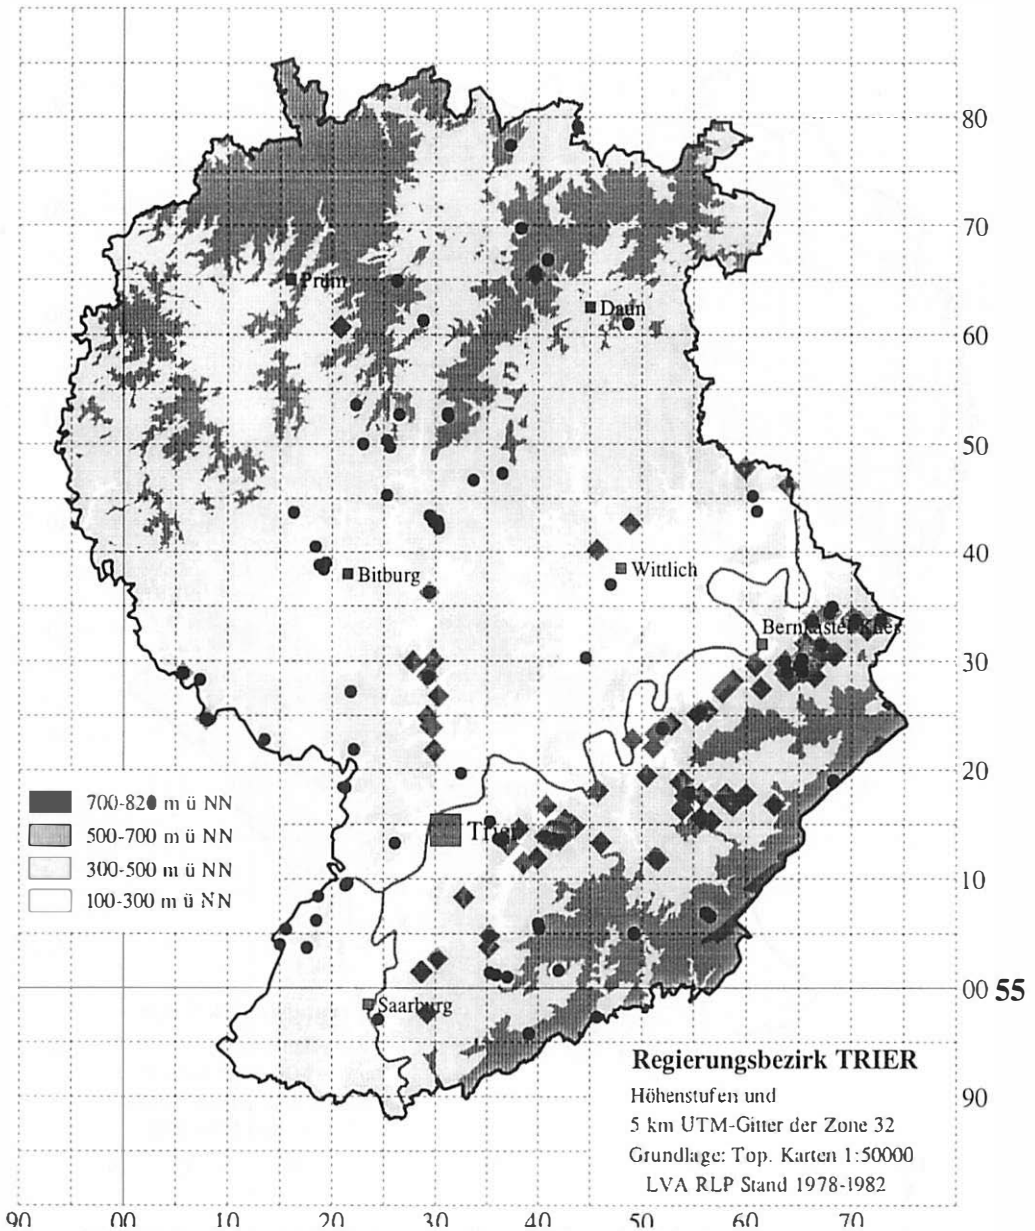 80
70
Prüm
Daun
60
50
40
Bitburg
Wittlich
Bernkastel-Kues
30
20
700-820 m ü NN
500-700 m ü NN
Trier
300-500 m ü NN
100-300 m ü NN
10
00 55
Saarburg
Regierungsbezirk TRIER
Höhenstufen und
5 km UTM-Gitter der Zone 32
90
Grundlage: Top. Karten 1:50000
LVA RLP Stand 1978-1982
90 00 10 20 30 40 50 60 70